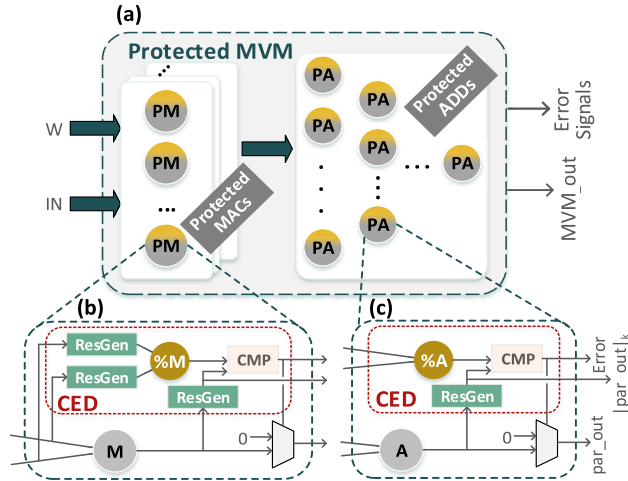 (a)
Protected MVM
W
IN
PM
PM
PM
Protected
MACs
PA
PA
PA
PA
PA
PA
PA
PA
Protected
ADDs
Error
Signals
MVM_out
(b)
ResGen
ResGen
%M
CMP
ResGen
CED
M
0
(c)
%A
CMP
ResGen
CED
A
0
Error
|par_out|k
par_out